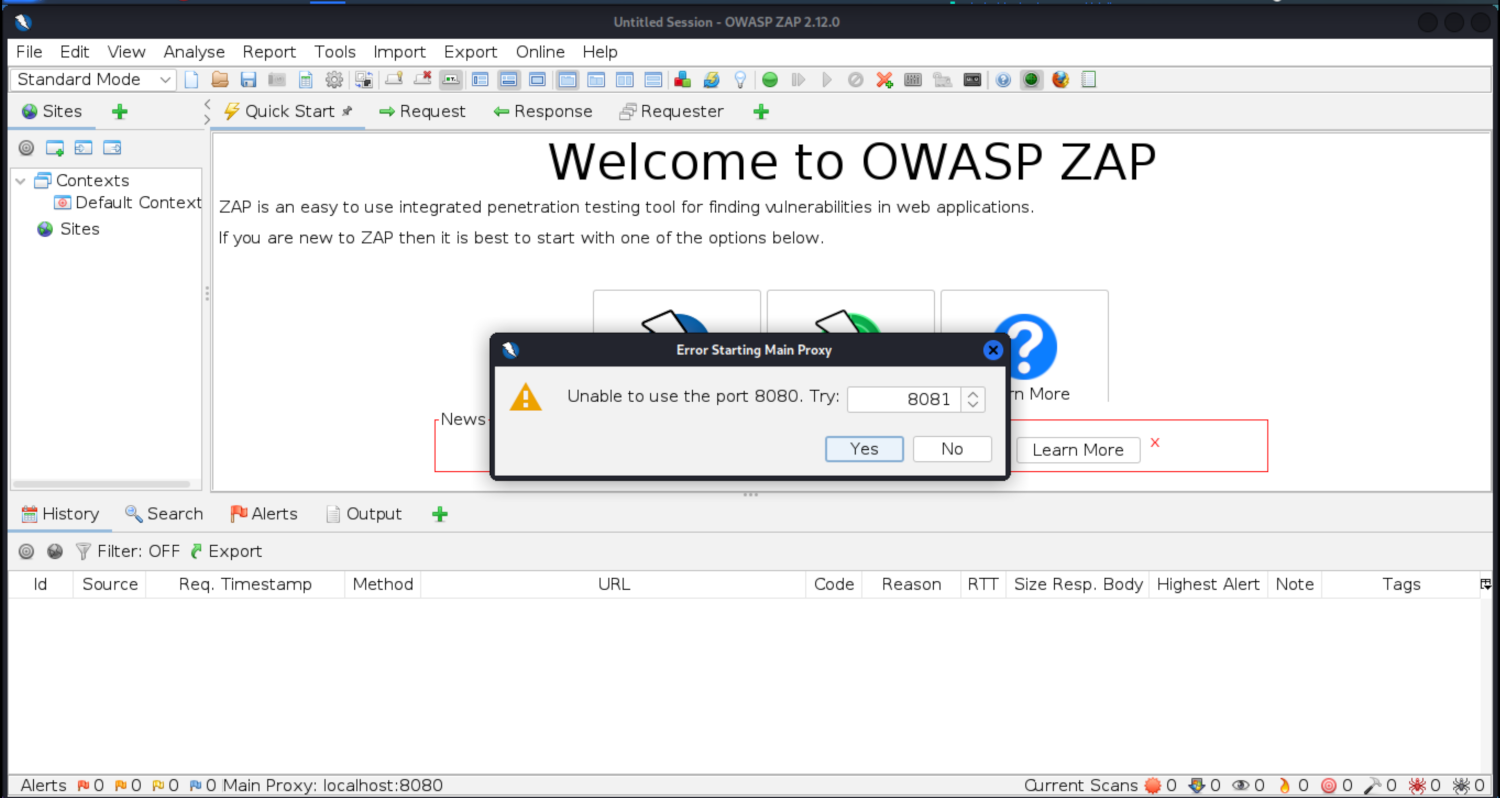 Untitled Session - OWASP ZAP 2.12.0
File Edit View Analyse Report Tools Import Export Online Help
Standard Mode
Sites Quick Start Request Response Requester
Welcome to OWASP ZAP
Contexts
Default Context
Sites
ZAP is an easy to use integrated penetration testing tool for finding vulnerabilities in web applications.
If you are new to ZAP then it is best to start with one of the options below.
Error Starting Main Proxy
Unable to use the port 8080. Try: 8081
Yes No
rn More
News
Learn More X
History Search Alerts Output
Filter: OFF Export
Id Source Req. Timestamp Method URL Code Reason RTT Size Resp. Body Highest Alert Note Tags
Alerts 0 0 0 0 Main Proxy: localhost:8080 Current Scans 0 0 0 0 0 0 0 0